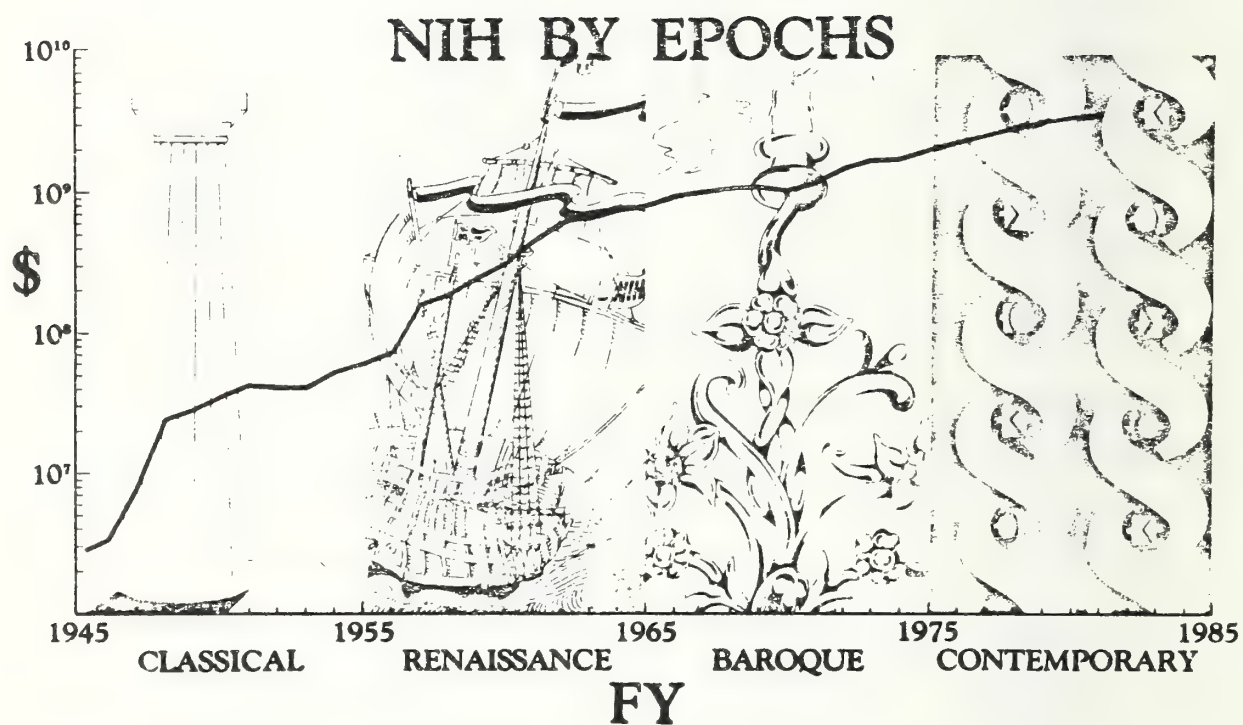 NIH BY EPOCHS
10¹⁰
10⁹
$
10⁸
10⁷
1945 1955 1965 1975 1985
CLASSICAL RENAISSANCE BAROQUE CONTEMPORARY
FY